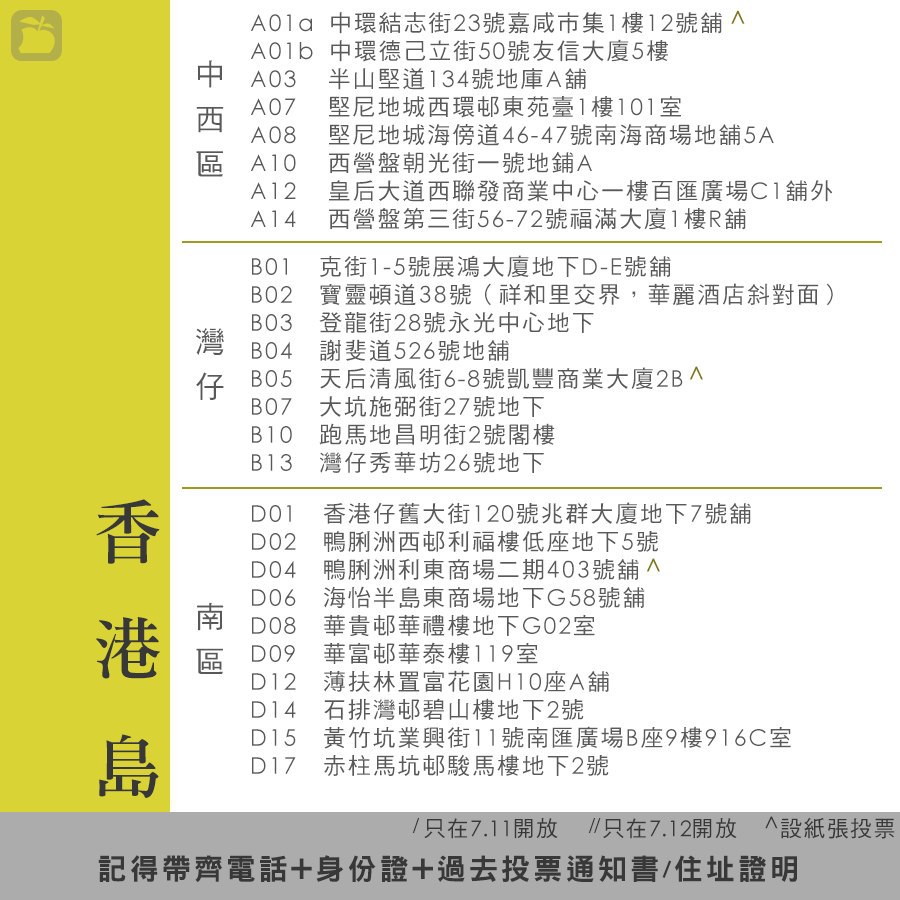 中西區
A01a 中環結志街23號嘉咸市集1樓12號舖 ^
A01b 中環德己立街50號友信大廈5樓
A03 半山堅道134號地庫A舖
A07 堅尼地城西環邨東苑臺1樓101室
A08 堅尼地城海傍道46-47號南海商場地舖5A
A10 西營盤朝光街一號地鋪A
A12 皇后大道西聯發商業中心一樓百匯廣場C1舖外
A14 西營盤第三街56-72號福滿大廈1樓R舖
灣仔
B01 克街1-5號展鴻大廈地下D-E號舖
B02 寶靈頓道38號（祥和里交界，華麗酒店斜對面）
B03 登龍街28號永光中心地下
B04 謝斐道526號地舖
B05 天后清風街6-8號凱豐商業大廈2B ^
B07 大坑施弼街27號地下
B10 跑馬地昌明街2號閣樓
B13 灣仔秀華坊26號地下
南區
D01 香港仔舊大街120號兆群大廈地下7號舖
D02 鴨脷洲西邨利福樓低座地下5號
D04 鴨脷洲利東商場二期403號舖 ^
D06 海怡半島東商場地下G58號舖
D08 華貴邨華禮樓地下G02室
D09 華富邨華泰樓119室
D12 薄扶林置富花園H10座A舖
D14 石排灣邨碧山樓地下2號
D15 黃竹坑業興街11號南匯廣場B座9樓916C室
D17 赤柱馬坑邨駿馬樓地下2號
香港島
/只在7.11開放 //只在7.12開放 ^設紙張投票
記得帶齊電話+身份證+過去投票通知書/住址證明